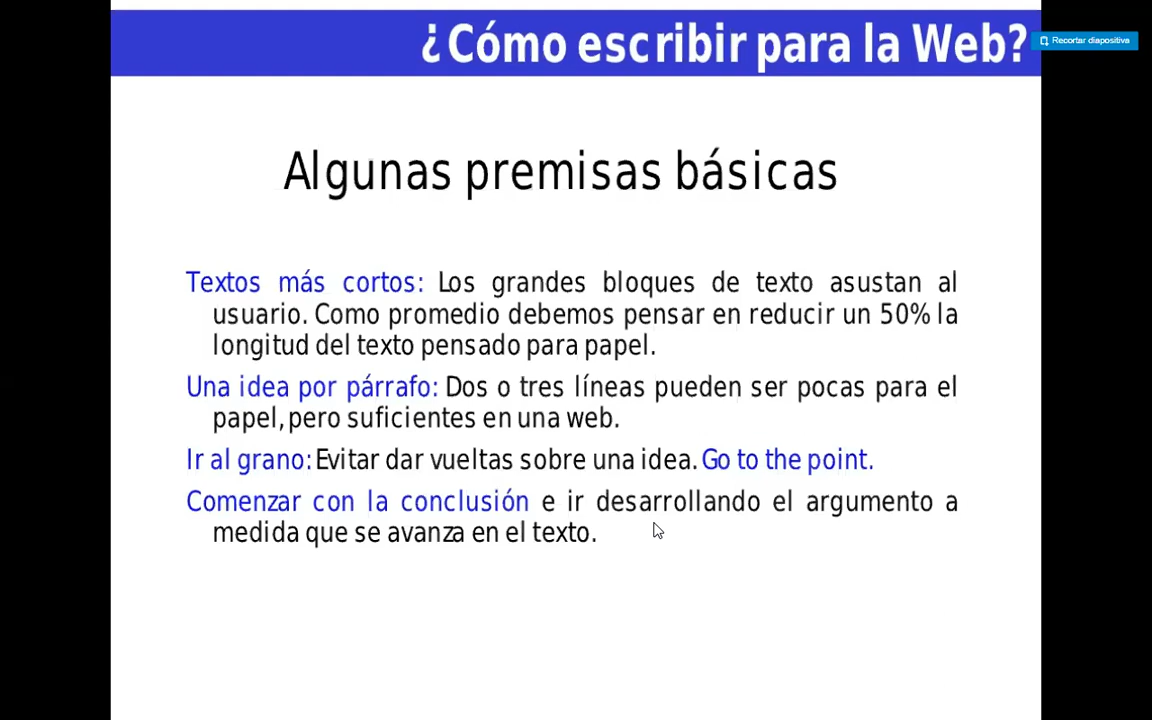 ¿Cómo escribir para la Web?
Recortar diapositiva
Algunas premisas básicas
Textos más cortos: Los grandes bloques de texto asustan al
usuario. Como promedio debemos pensar en reducir un 50% la
longitud del texto pensado para papel.
Una idea por párrafo: Dos o tres líneas pueden ser pocas para el
papel, pero suficientes en una web.
Ir al grano: Evitar dar vueltas sobre una idea. Go to the point.
Comenzar con la conclusión e ir desarrollando el argumento a
medida que se avanza en el texto.